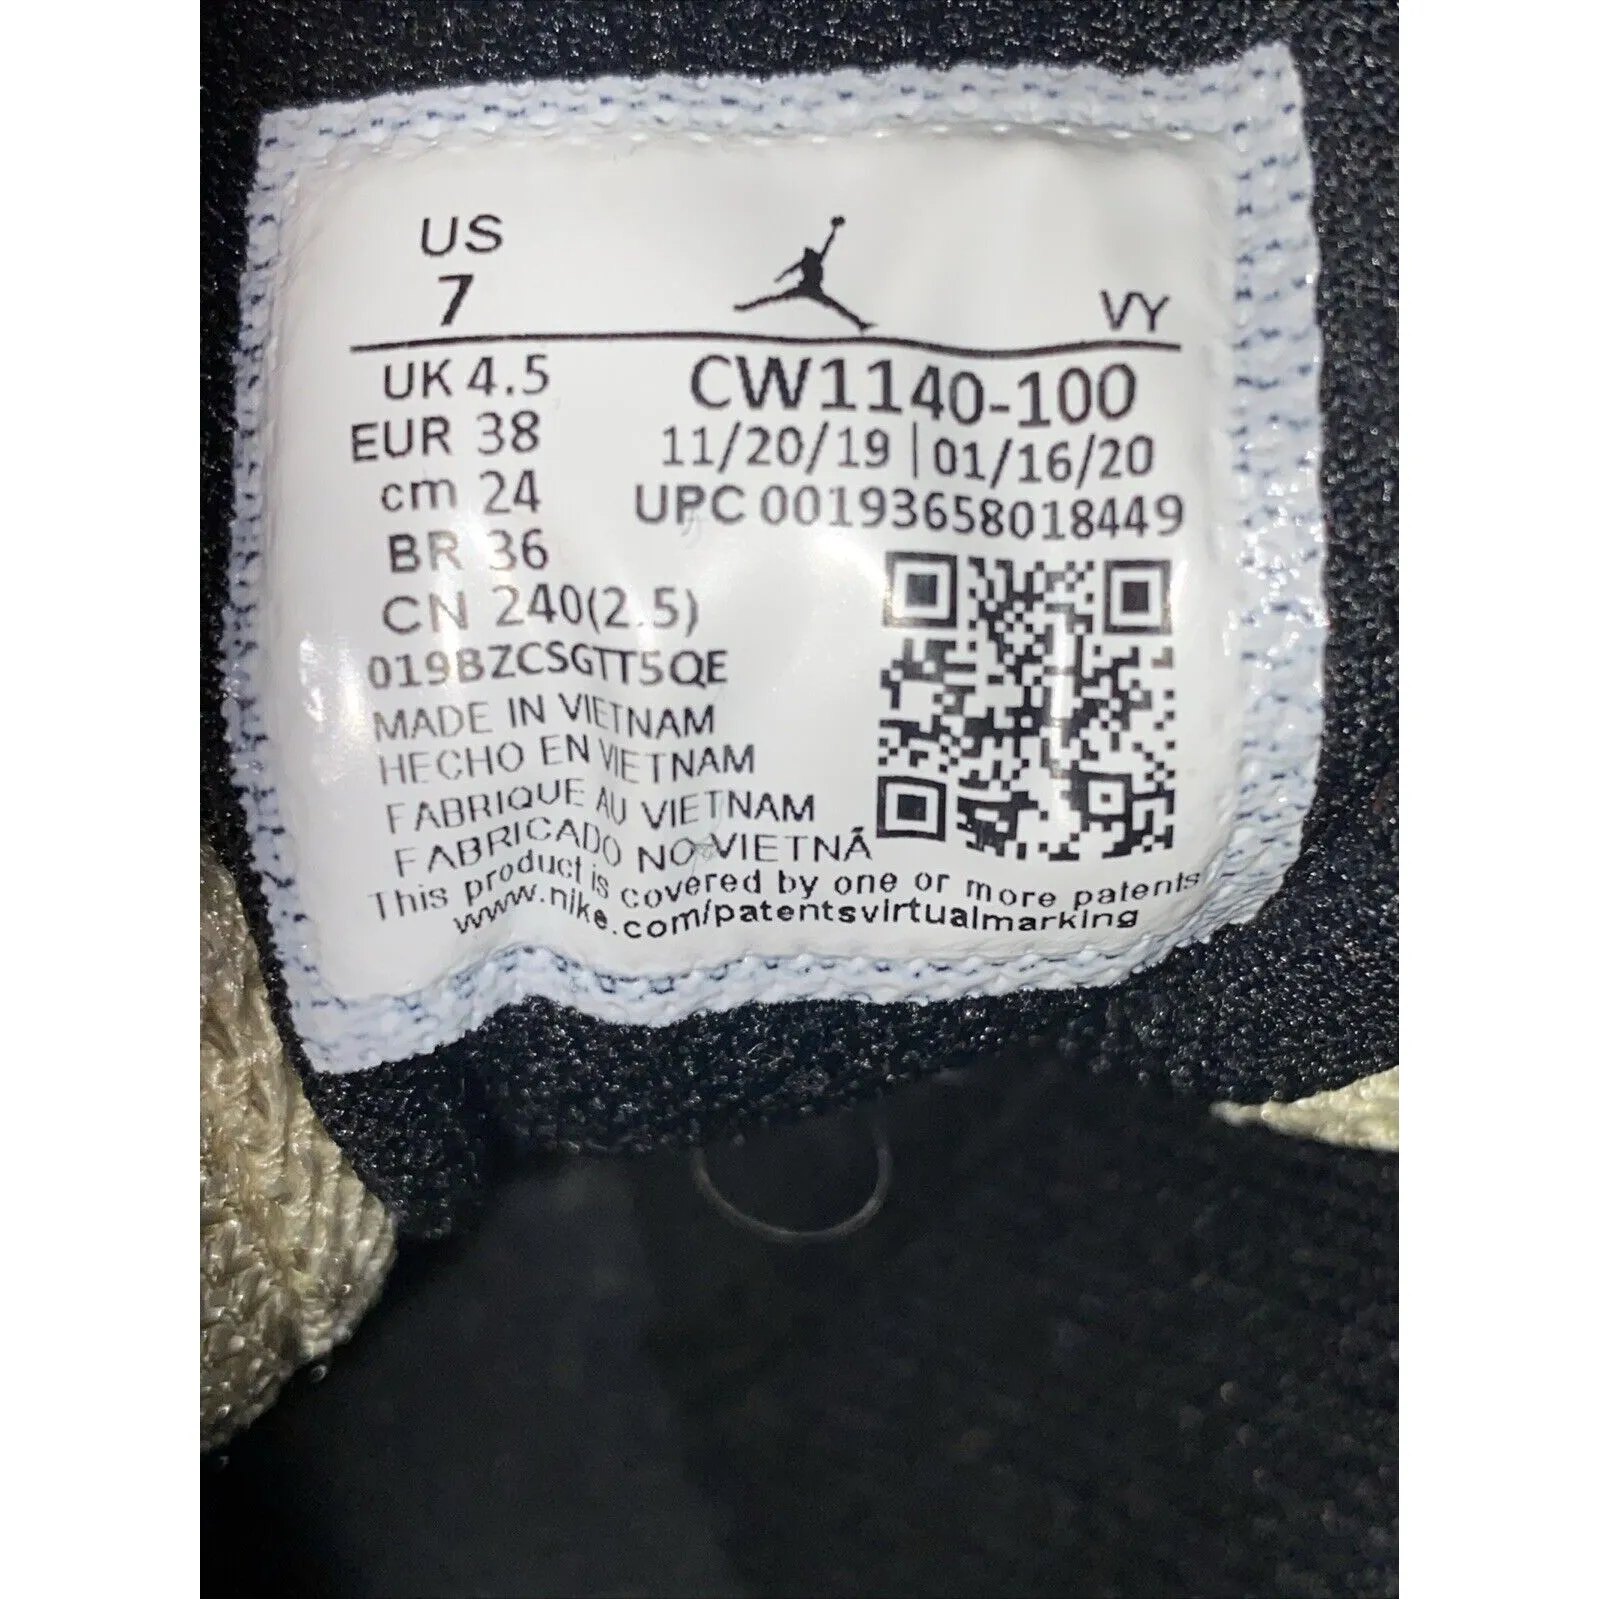 US
7
VY
UK 4.5
CW1140-100
EUR 38
11/20/19 | 01/16/20
cm 24
UPC 00193658018449
BR 36
CN 240(2.5)
019BZCSGTT5QE
MADE IN VIETNAM
HECHO EN VIETNAM
FABRIQUE AU VIETNAM
FABRICADO NO VIETNÃ
This product is covered by one or more patents
www.nike.com/patentsvirtualmarking